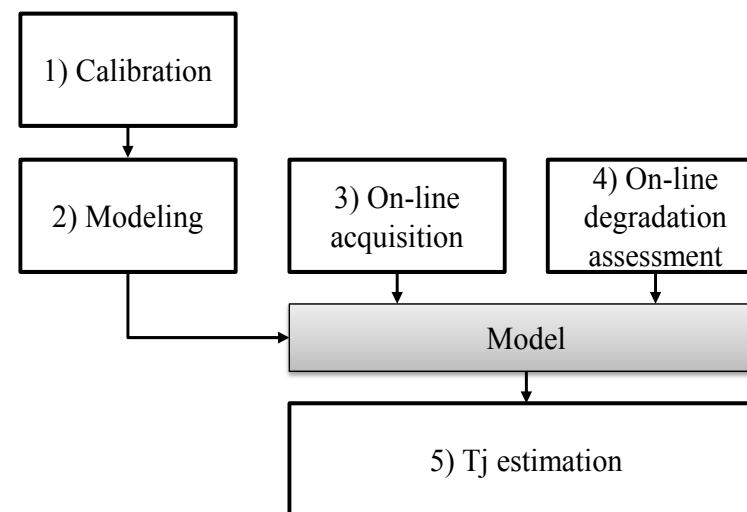 1) Calibration
2) Modeling
3) On-line
acquisition
4) On-line
degradation
assessment
Model
5) Tj estimation